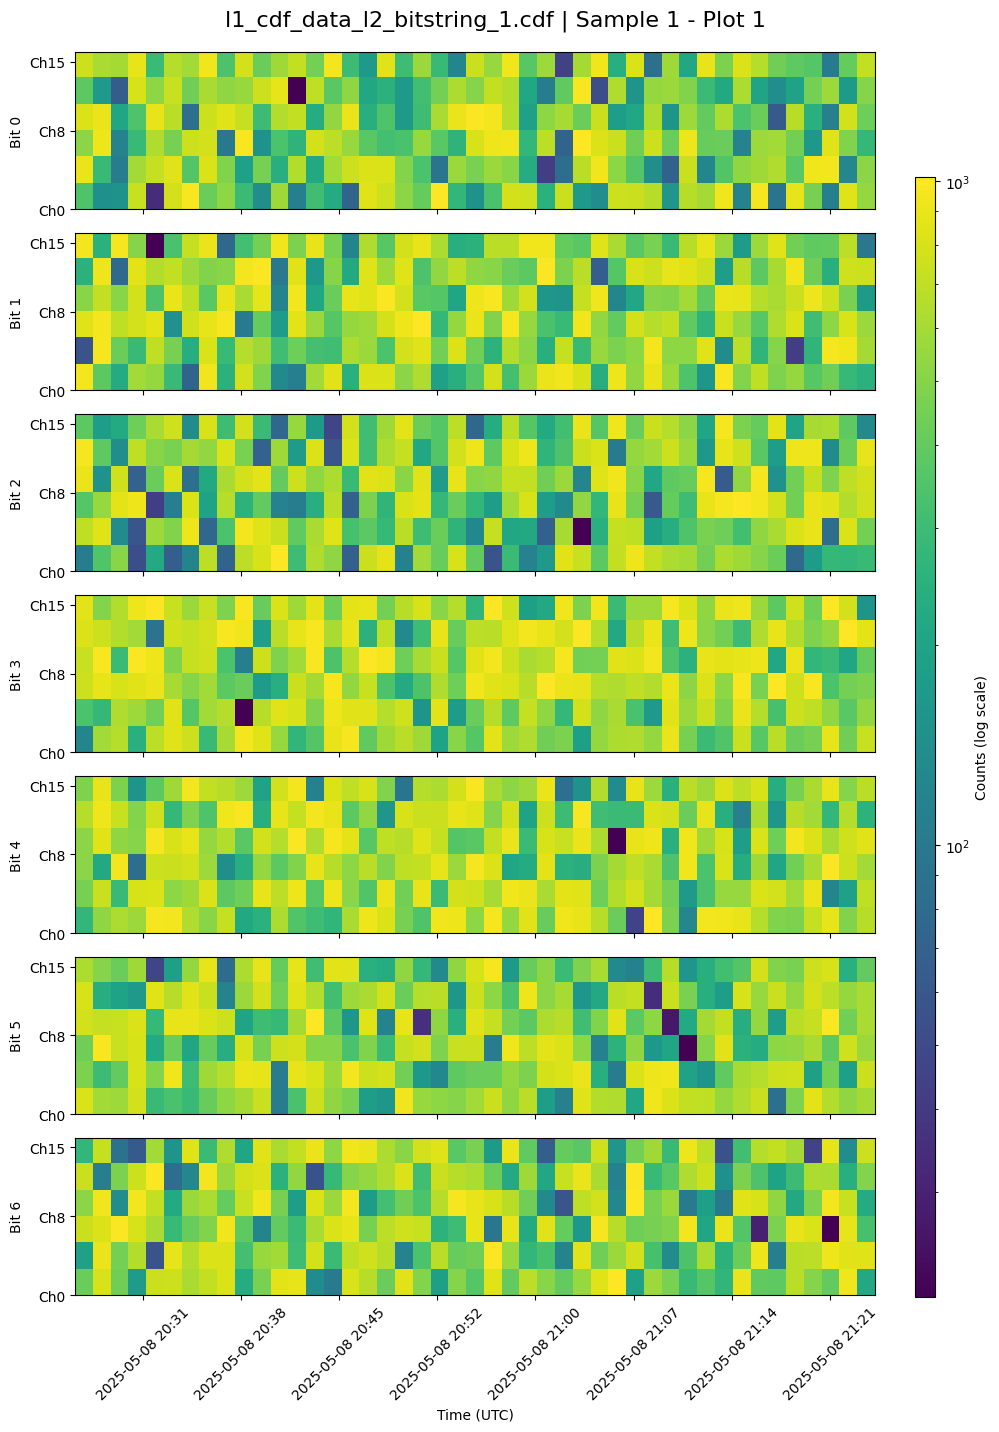 l1_cdf_data_l2_bitstring_1.cdf | Sample 1 - Plot 1
Ch15
Ch8
Ch0
Bit 0
Ch15
Ch8
Ch0
Bit 1
Ch15
Ch8
Ch0
Bit 2
Ch15
Ch8
Ch0
Bit 3
Ch15
Ch8
Ch0
Bit 4
Ch15
Ch8
Ch0
Bit 5
Ch15
Ch8
Ch0
Bit 6
2025-05-08 20:31
2025-05-08 20:38
2025-05-08 20:45
2025-05-08 20:52
2025-05-08 21:00
2025-05-08 21:07
2025-05-08 21:14
2025-05-08 21:21
Time (UTC)
10³
10²
Counts (log scale)